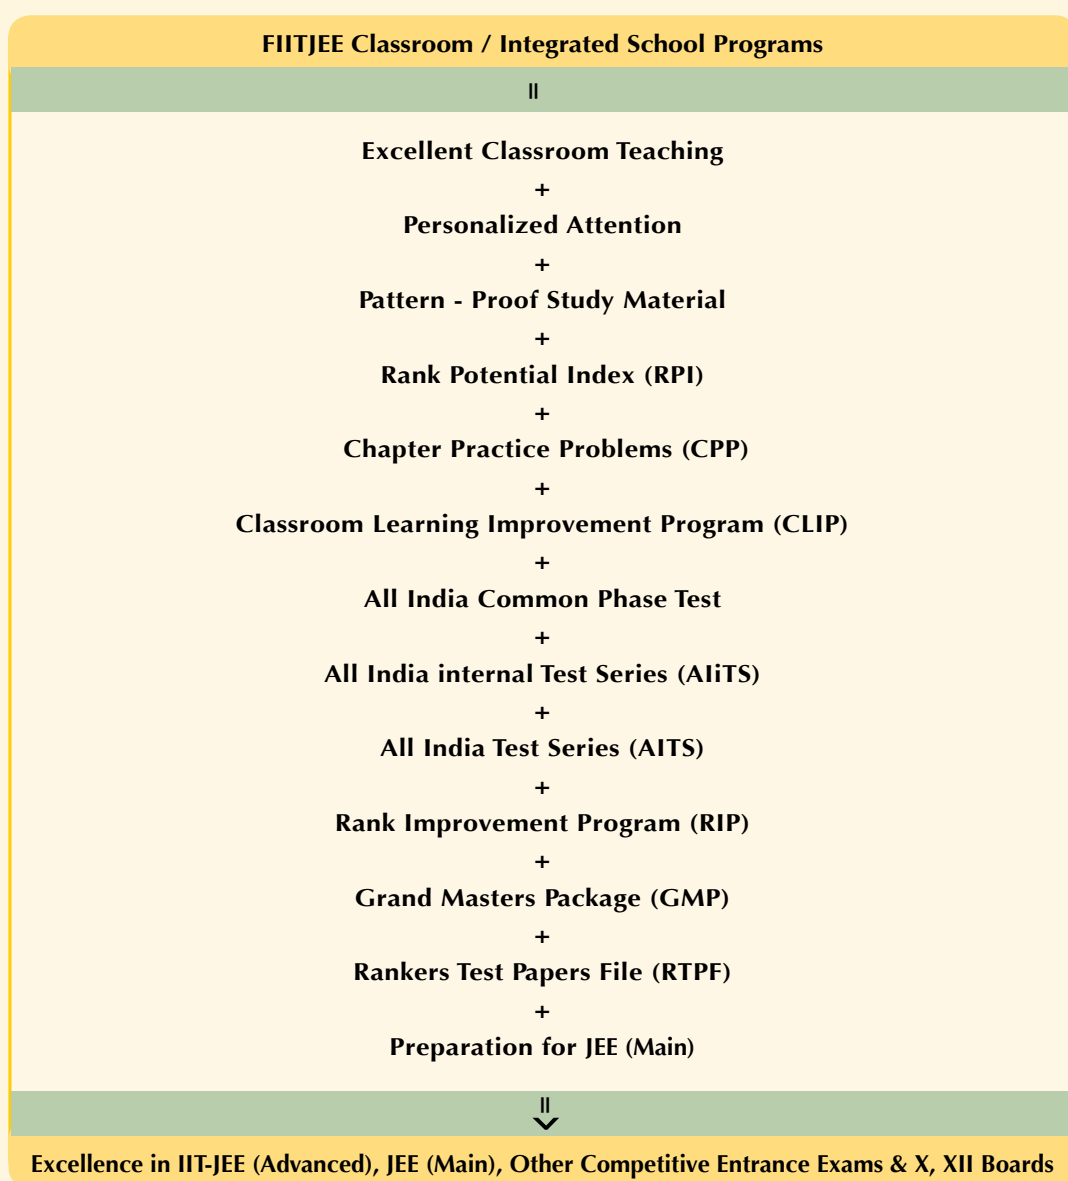 FIITJEE Classroom / Integrated School Programs
=
Excellent Classroom Teaching
+
Personalized Attention
+
Pattern - Proof Study Material
+
Rank Potential Index (RPI)
+
Chapter Practice Problems (CPP)
+
Classroom Learning Improvement Program (CLIP)
+
All India Common Phase Test
+
All India internal Test Series (AIiTS)
+
All India Test Series (AITS)
+
Rank Improvement Program (RIP)
+
Grand Masters Package (GMP)
+
Rankers Test Papers File (RTPF)
+
Preparation for JEE (Main)
⇓
Excellence in IIT-JEE (Advanced), JEE (Main), Other Competitive Entrance Exams & X, XII Boards